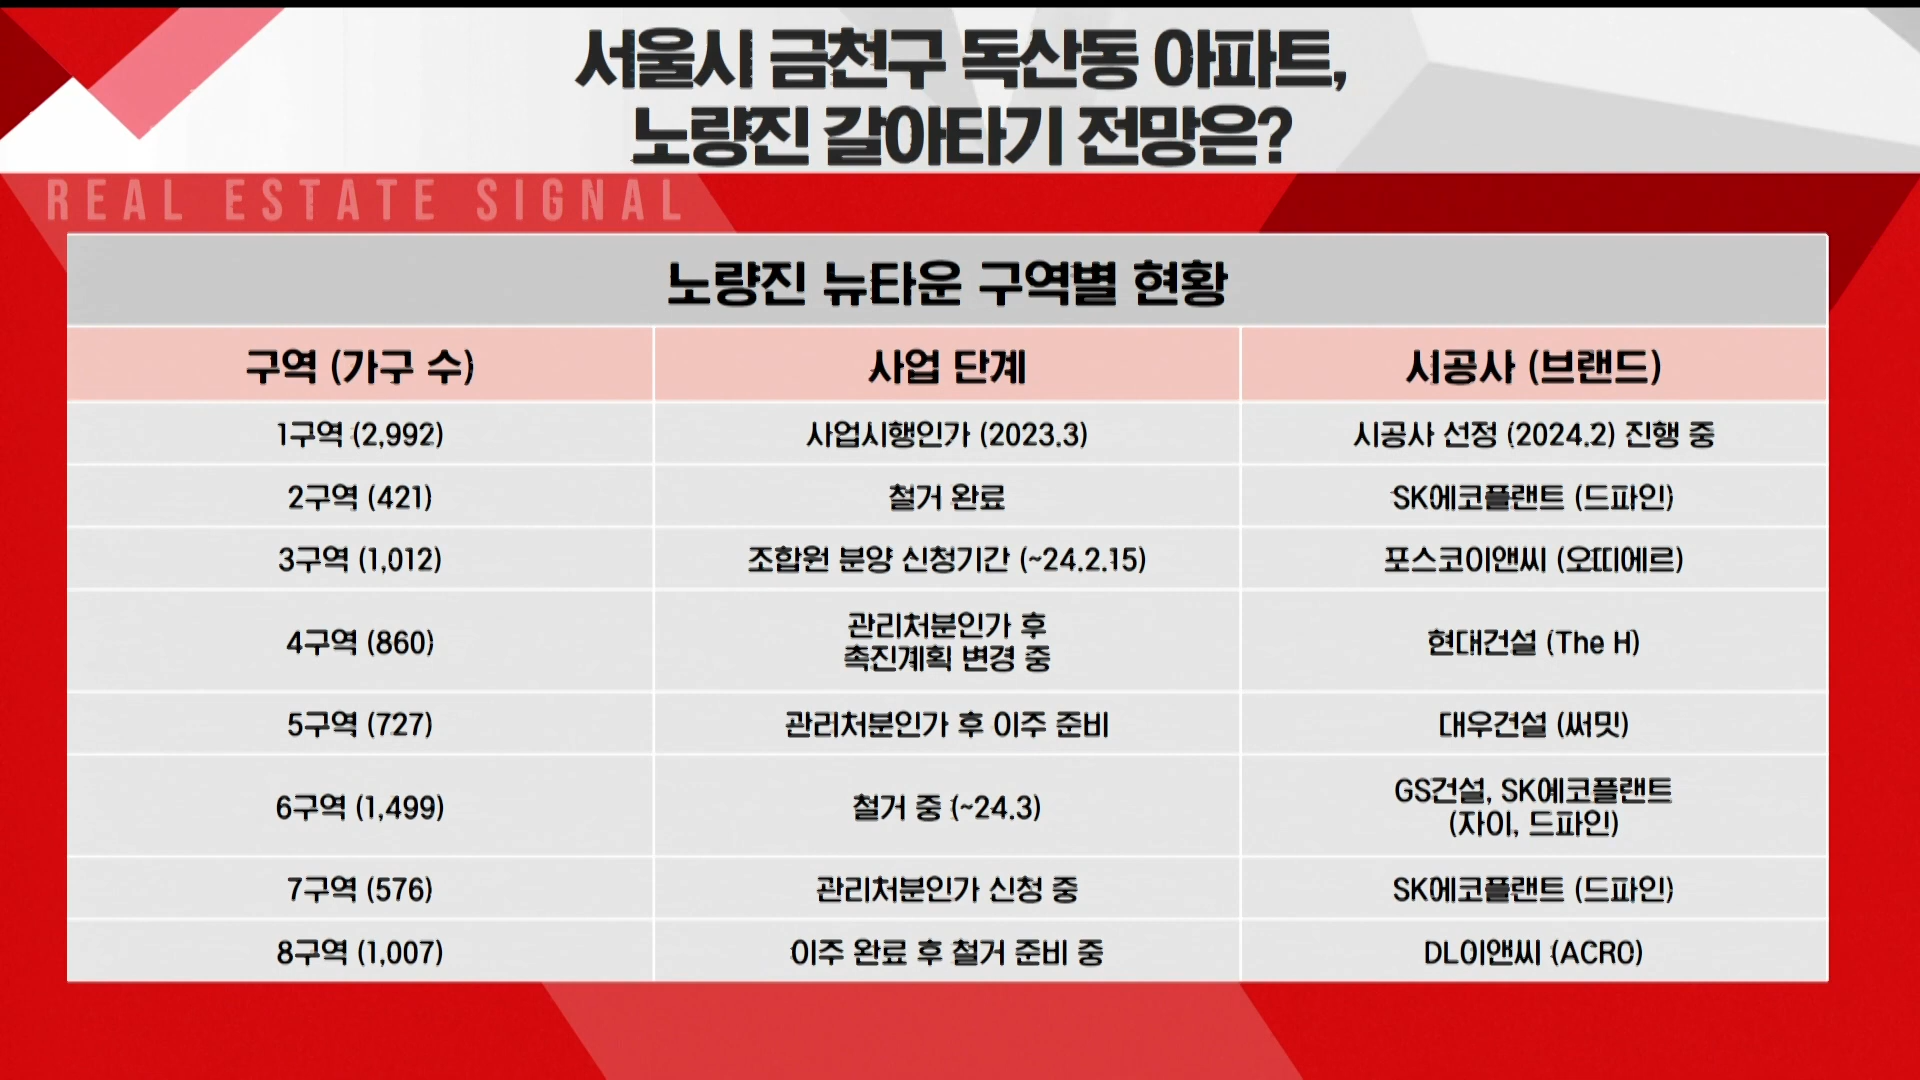 서울시 금천구 독산동 아파트,
노량진 갈아타기 전망은?
REAL ESTATE SIGNAL
노량진 뉴타운 구역별 현황
구역 (가구 수) 사업 단계 시공사 (브랜드)
1구역 (2,992) 사업시행인가 (2023.3) 시공사 선정 (2024.2) 진행 중
2구역 (421) 철거 완료 SK에코플랜트 (드파인)
3구역 (1,012) 조합원 분양 신청기간 (~24.2.15) 포스코이앤씨 (오띠에르)
4구역 (860) 관리처분인가 후
촉진계획 변경 중 현대건설 (The H)
5구역 (727) 관리처분인가 후 이주 준비 대우건설 (써밋)
6구역 (1,499) 철거 중 (~24.3) GS건설, SK에코플랜트
(자이, 드파인)
7구역 (576) 관리처분인가 신청 중 SK에코플랜트 (드파인)
8구역 (1,007) 이주 완료 후 철거 준비 중 DL이앤씨 (ACRO)